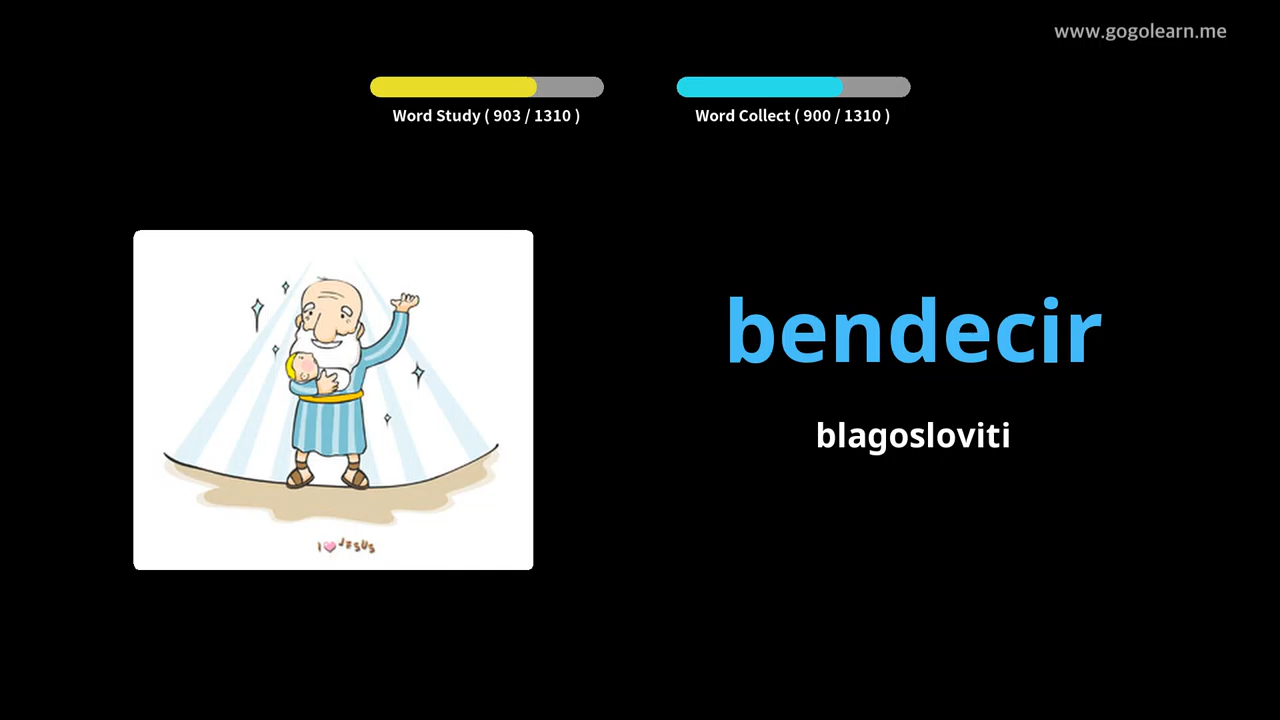 www.gogolearn.me
Word Study ( 903 / 1310 )
Word Collect ( 900 / 1310 )
bendecir
blagosloviti
I JESUS